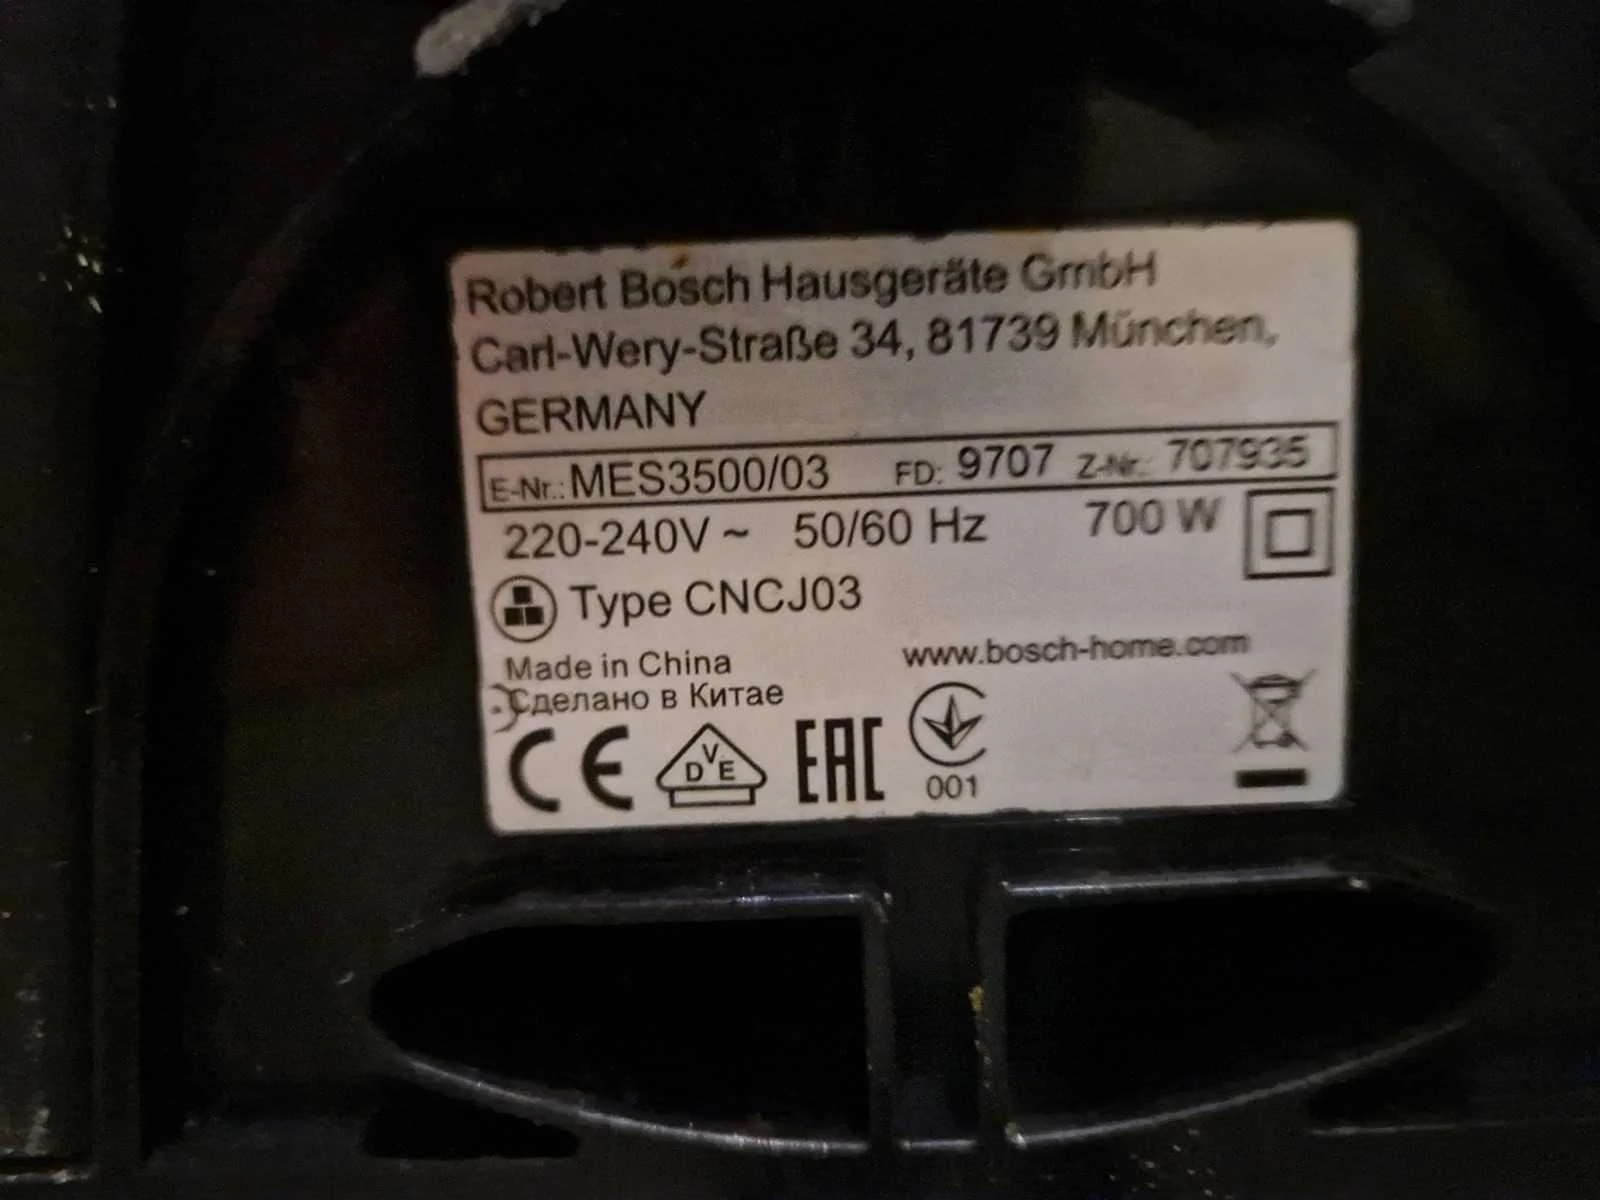 Robert Bosch Hausgeräte GmbH
Carl-Wery-Straße 34, 81739 München,
GERMANY
E-Nr.: MES3500/03 FD: 9707 Z-Nr.: 707935
220-240V ~ 50/60 Hz 700 W
Type CNCJ03
Made in China www.bosch-home.com
Сделано в Китае
CE DVE EAC 001